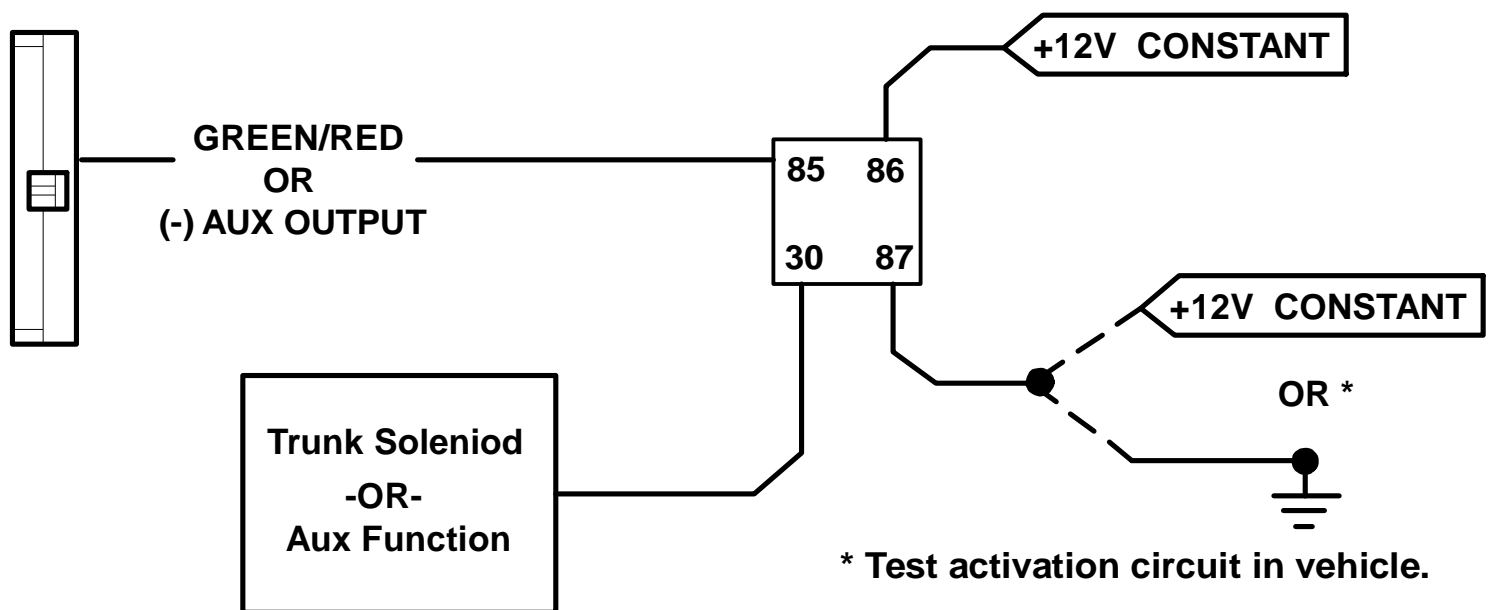 +12V CONSTANT
GREEN/RED
OR
(-) AUX OUTPUT
85 86
30 87
+12V CONSTANT
OR *
Trunk Soleniod
-OR-
Aux Function
* Test activation circuit in vehicle.